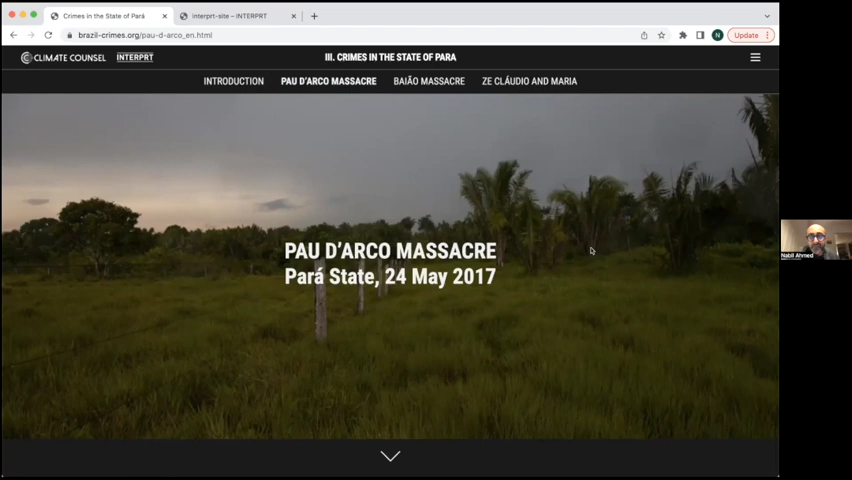 Crimes in the State of Pará
interprt-site – INTERPRT
brazil-crimes.org/pau-d-arco_en.html
N
Update
CLIMATE COUNSEL
INTERPRT
III. CRIMES IN THE STATE OF PARA
INTRODUCTION
PAU D'ARCO MASSACRE
BAIÃO MASSACRE
ZE CLÁUDIO AND MARIA
PAU D'ARCO MASSACRE
Pará State, 24 May 2017
Nabil Ahmed